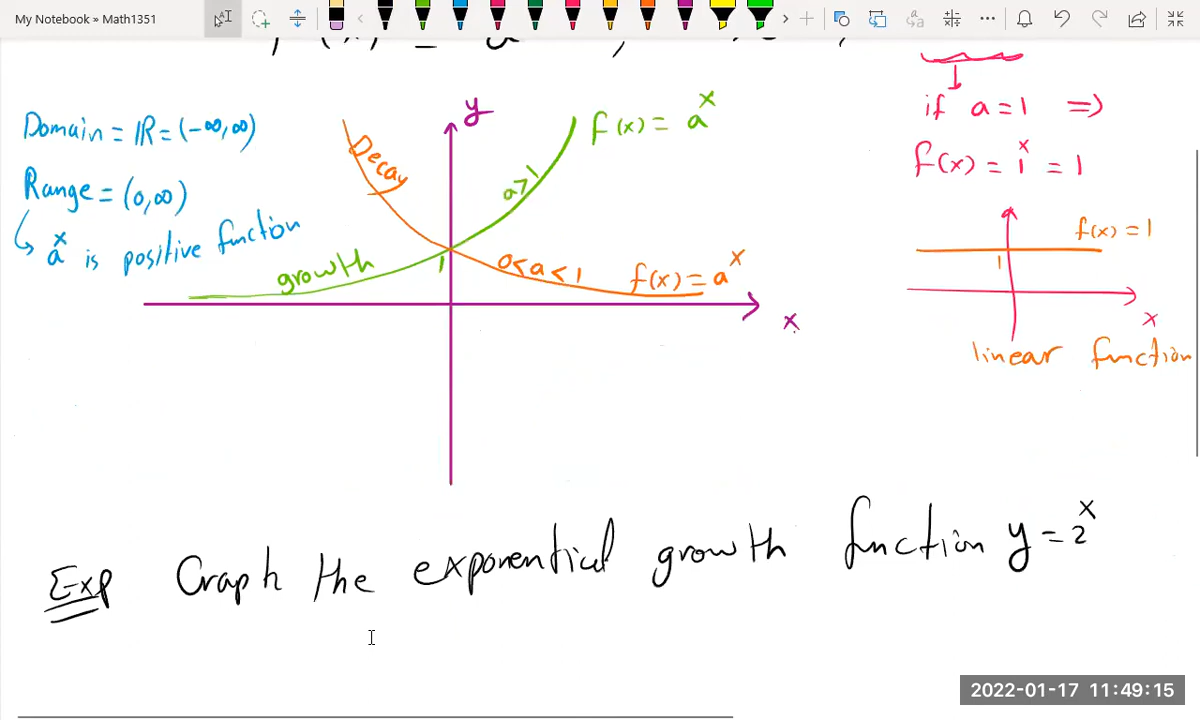 My Notebook » Math1351
if a=1 ⇒
f(x) = 1^x = 1
f(x) = 1
1
x
linear function
Domain = IR = (-∞,∞)
Range = (0,∞)
a^x is positive function
y
Decay
a>1
f(x) = a^x
growth
1
0<a<1
f(x) = a^x
x
Exp Graph the exponential growth function y = 2^x
2022-01-17 11:49:15